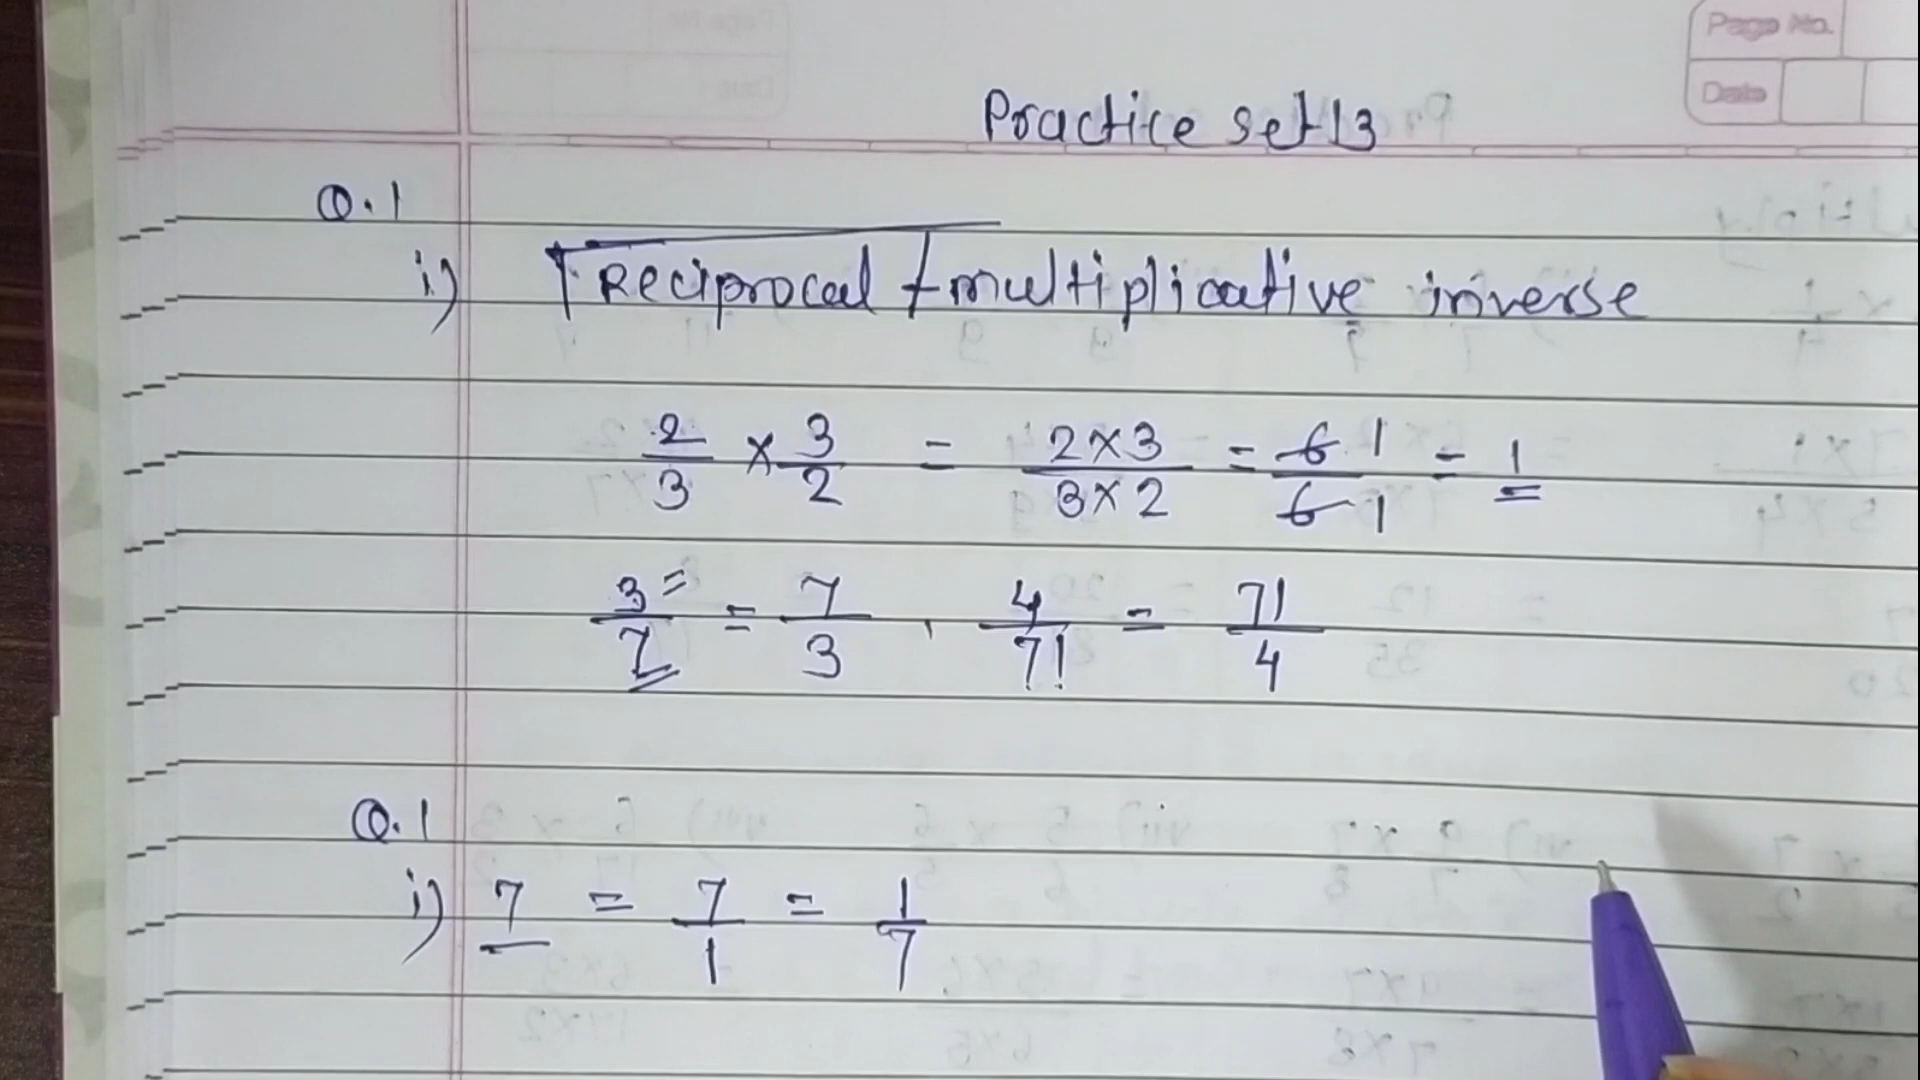 Page No.
Date
Practice set 13
Q.1
i) Reciprocal / multiplicative inverse
2/3 × 3/2 = 2×3/3×2 = 6 1/6 1 = 1
3/7 = 7/3 , 4/71 = 71/4
Q.1
i) 7 = 7/1 = 1/7